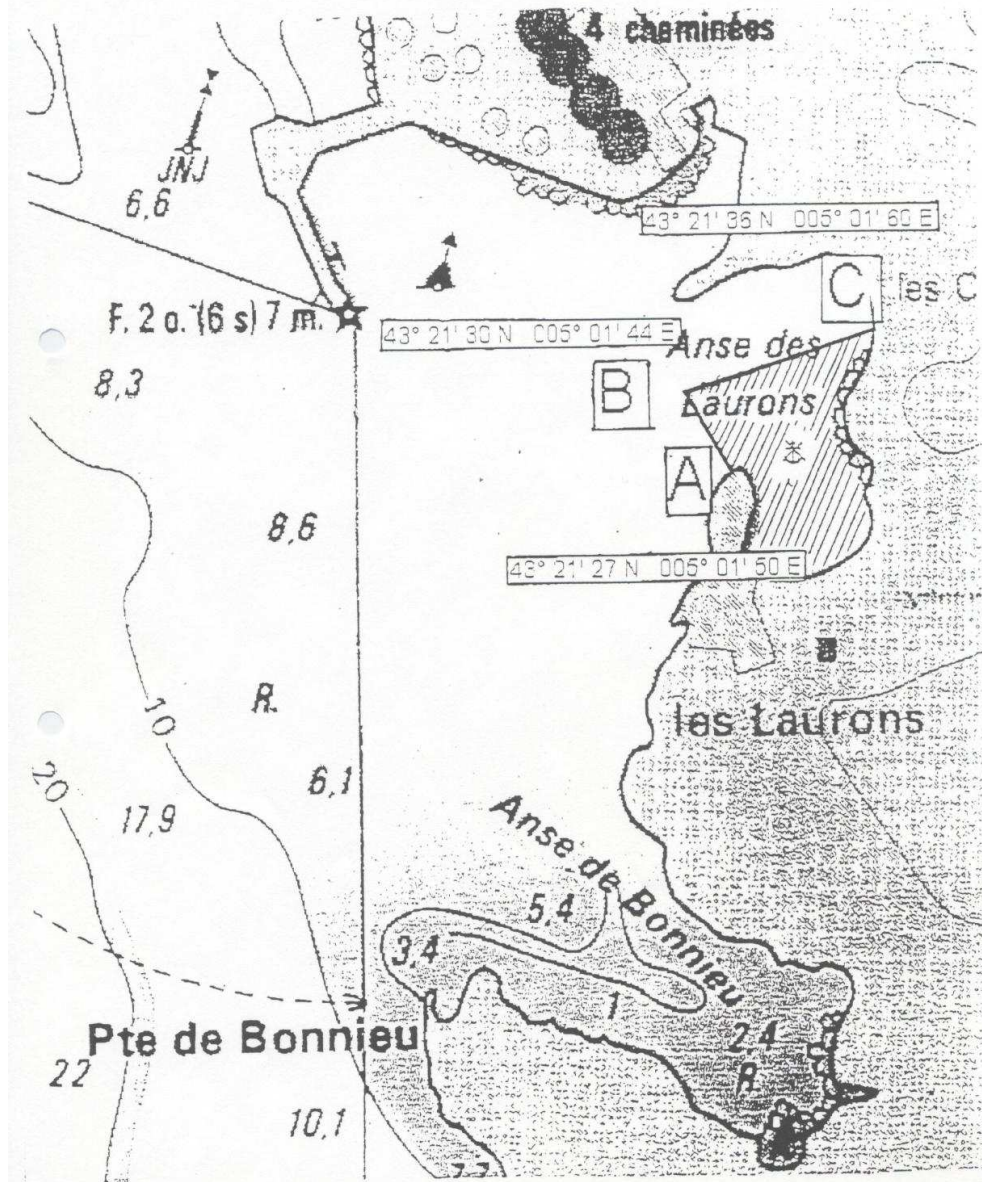 4 cheminées
JNJ
6,6
43° 21' 36 N 005° 01' 60 E
C
les C
F. 2 o. (6 s) 7 m.
43° 21' 30 N 005° 01' 44 E
Anse des
Laurons
8,3
B
A
8,6
43° 21' 27 N 005° 01' 50 E
R.
les Laurons
10
20
6,1
17,9
Anse de Bonnieu
5,4
3,4
1
Pte de Bonnieu
2,4
R
22
10,1
7,7